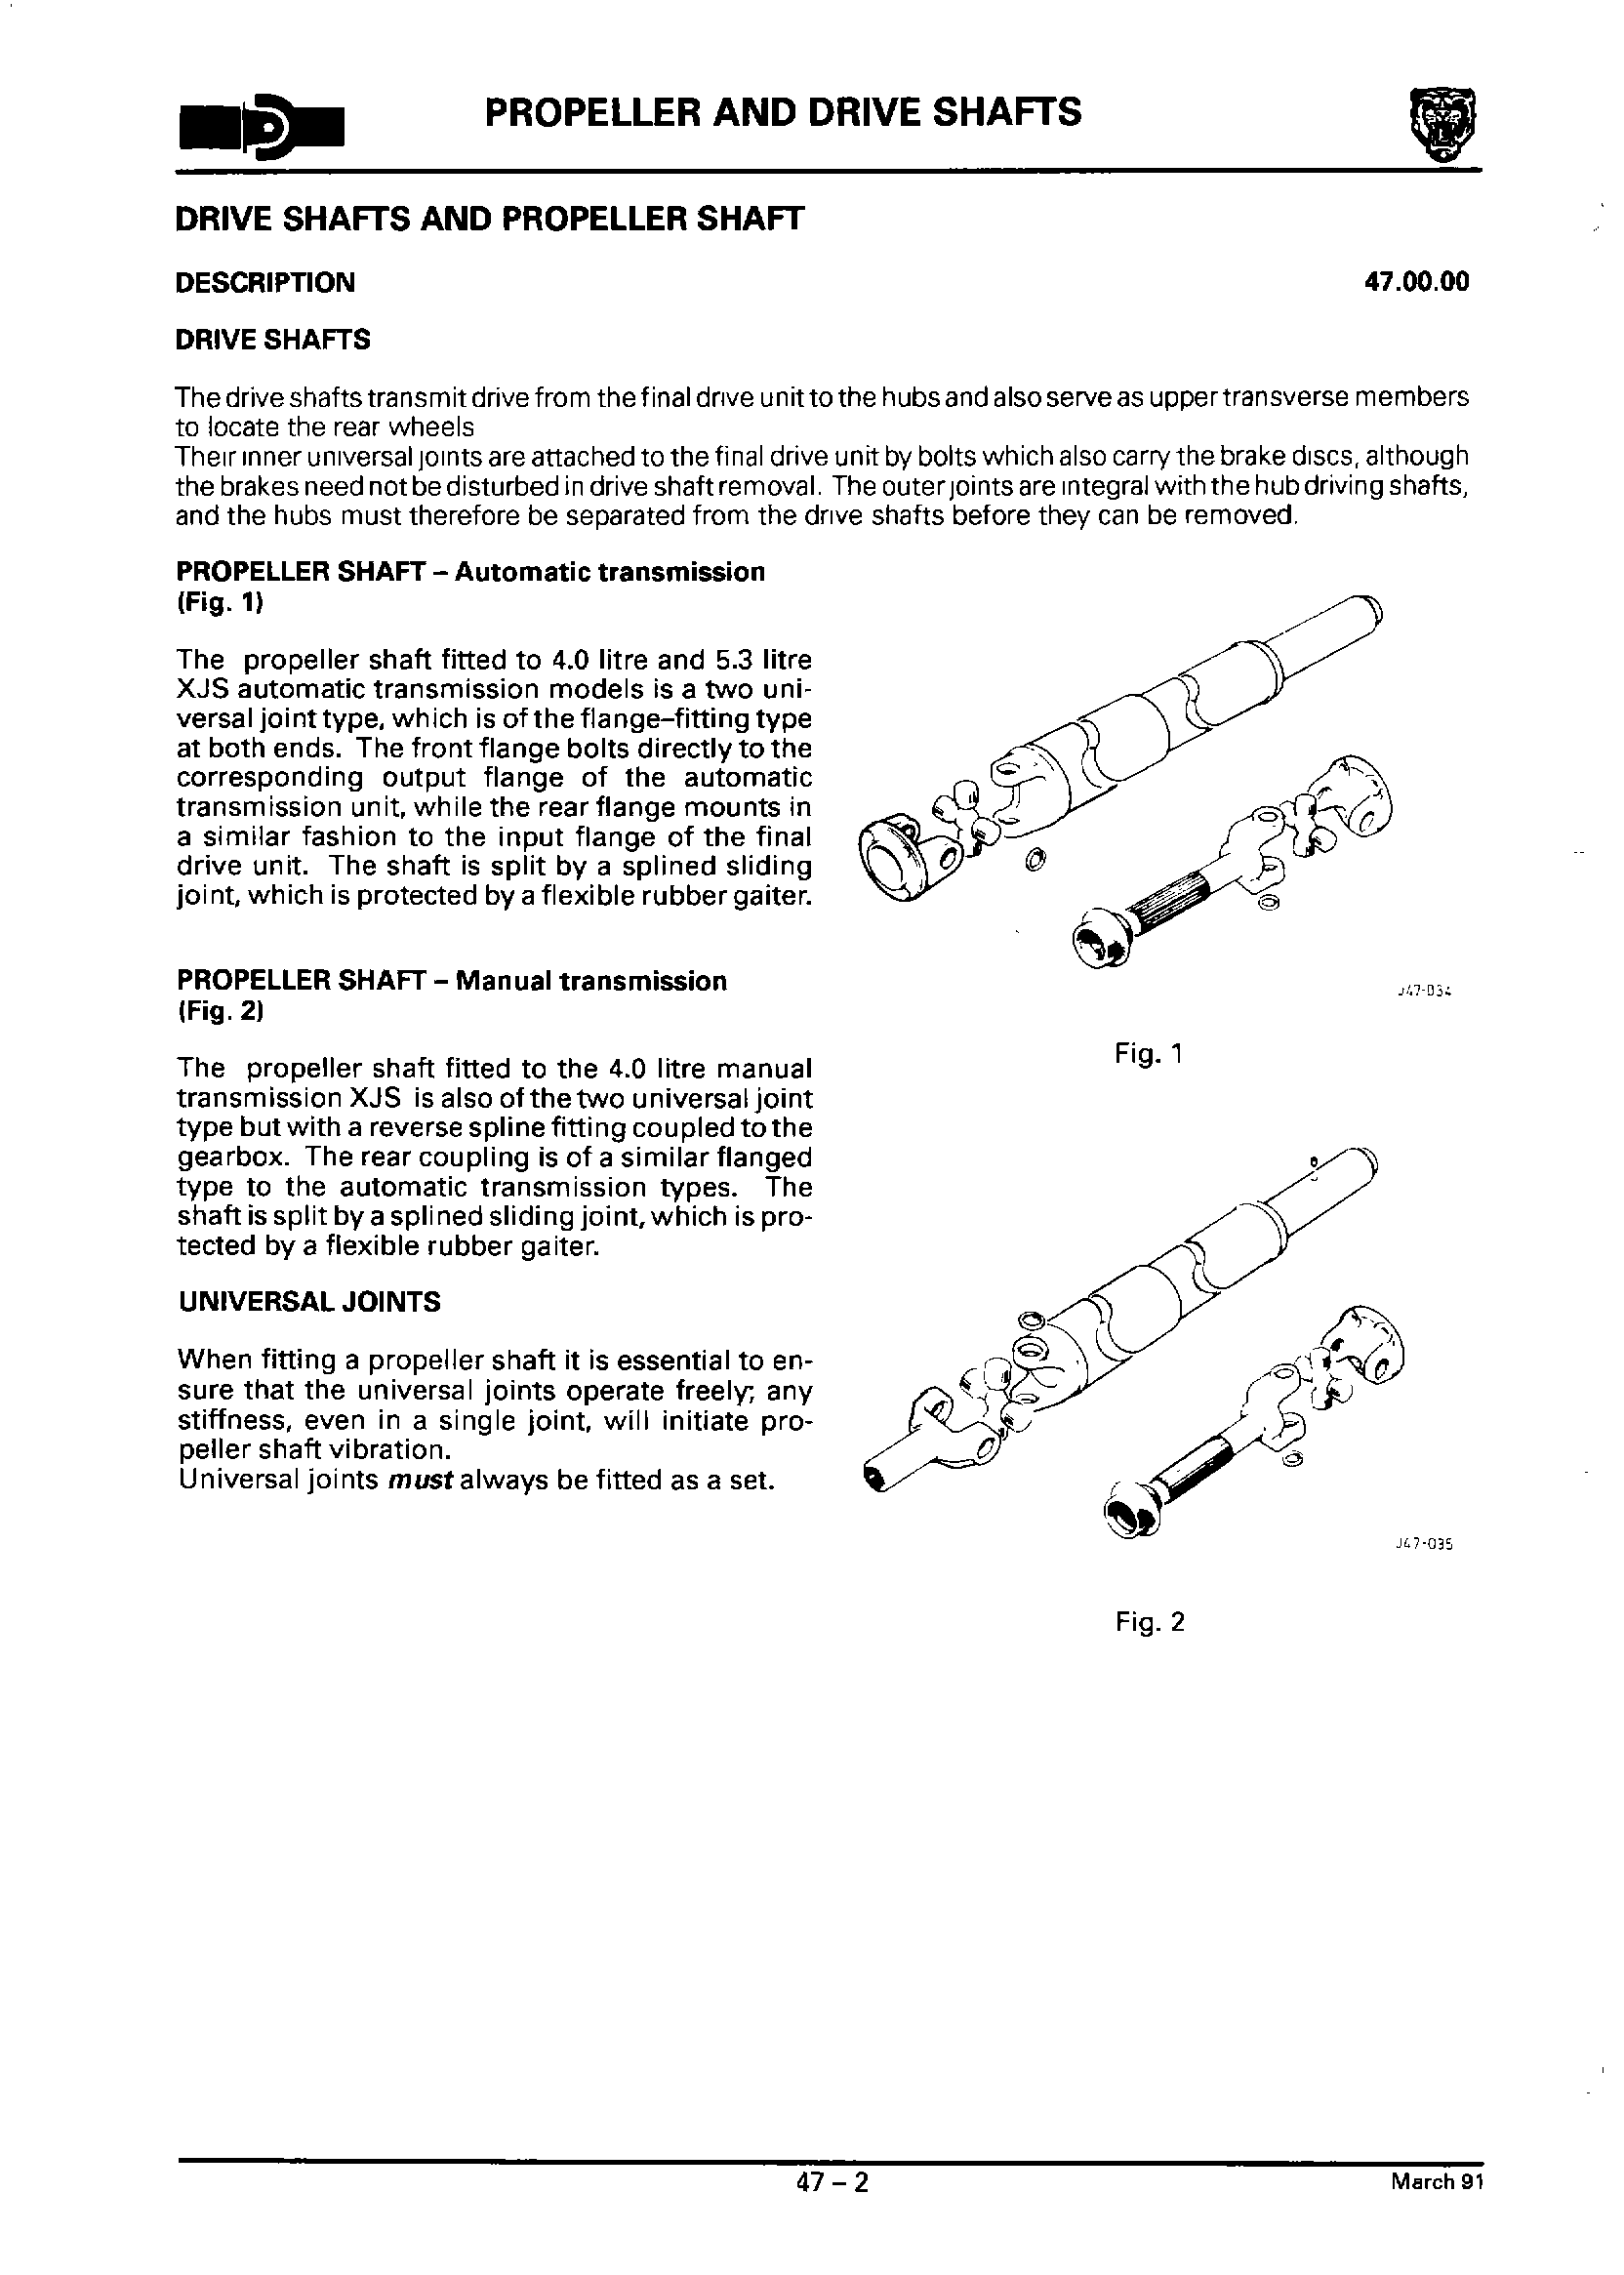 PROPELLER AND DRIVE SHAFTS
DRIVE SHAFTS AND PROPELLER SHAFT
DESCRIPTION 47.00.00
DRIVE SHAFTS
The drive shafts transmit drive from the final drive unit to the hubs and also serve as upper transverse members
to locate the rear wheels
Their inner universal joints are attached to the final drive unit by bolts which also carry the brake discs, although
the brakes need not be disturbed in drive shaft removal. The outer joints are integral with the hub driving shafts,
and the hubs must therefore be separated from the drive shafts before they can be removed.
PROPELLER SHAFT – Automatic transmission
(Fig. 1)
The propeller shaft fitted to 4.0 litre and 5.3 litre
XJS automatic transmission models is a two uni-
versal joint type, which is of the flange–fitting type
at both ends. The front flange bolts directly to the
corresponding output flange of the automatic
transmission unit, while the rear flange mounts in
a similar fashion to the input flange of the final
drive unit. The shaft is split by a splined sliding
joint, which is protected by a flexible rubber gaiter.
J47-034
Fig. 1
PROPELLER SHAFT – Manual transmission
(Fig. 2)
The propeller shaft fitted to the 4.0 litre manual
transmission XJS is also of the two universal joint
type but with a reverse spline fitting coupled to the
gearbox. The rear coupling is of a similar flanged
type to the automatic transmission types. The
shaft is split by a splined sliding joint, which is pro-
tected by a flexible rubber gaiter.
UNIVERSAL JOINTS
When fitting a propeller shaft it is essential to en-
sure that the universal joints operate freely; any
stiffness, even in a single joint, will initiate pro-
peller shaft vibration.
Universal joints must always be fitted as a set.
J47-035
Fig. 2
47 – 2
March 91